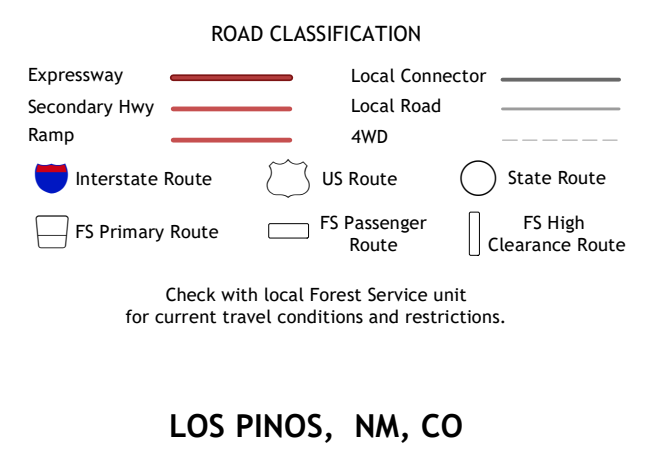 ROAD CLASSIFICATION
Expressway
Local Connector
Secondary Hwy
Local Road
Ramp
4WD
Interstate Route
US Route
State Route
FS Primary Route
FS Passenger
Route
FS High
Clearance Route
Check with local Forest Service unit
for current travel conditions and restrictions.
LOS PINOS, NM, CO